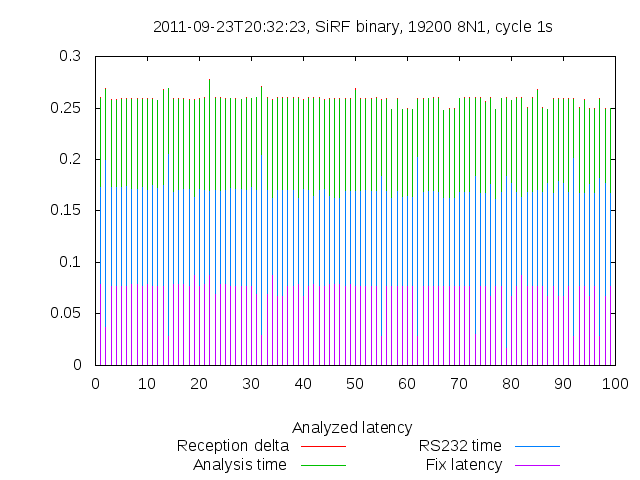 2011-09-23T20:32:23, SiRF binary, 19200 8N1, cycle 1s
0.3
0.25
0.2
0.15
0.1
0.05
0
0 10 20 30 40 50 60 70 80 90 100
Analyzed latency
Reception delta RS232 time
Analysis time Fix latency